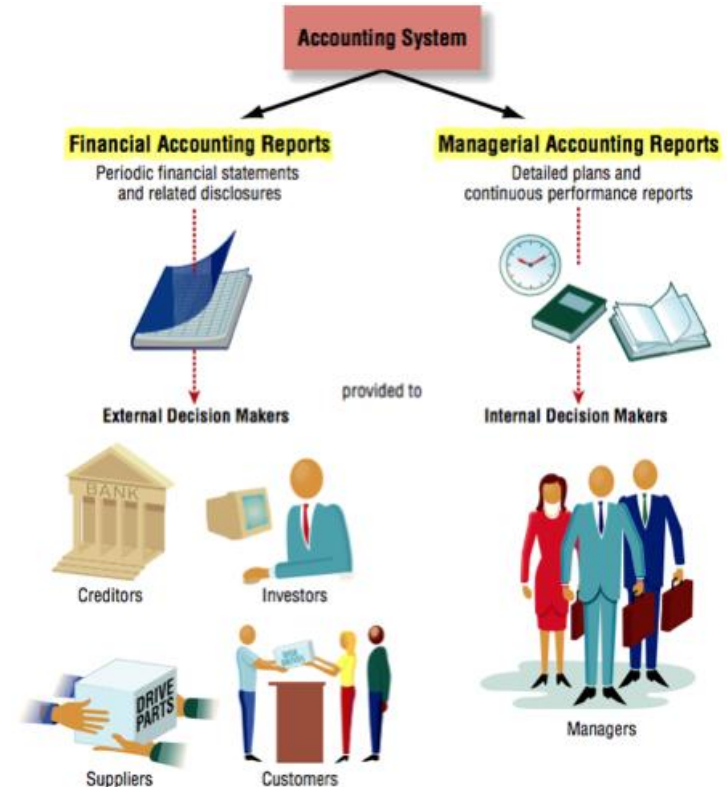 Accounting System
Financial Accounting Reports
Periodic financial statements
and related disclosures
Managerial Accounting Reports
Detailed plans and
continuous performance reports
provided to
External Decision Makers
Internal Decision Makers
BANK
Creditors
Investors
DRIVE
PARTS
Suppliers
Customers
Managers